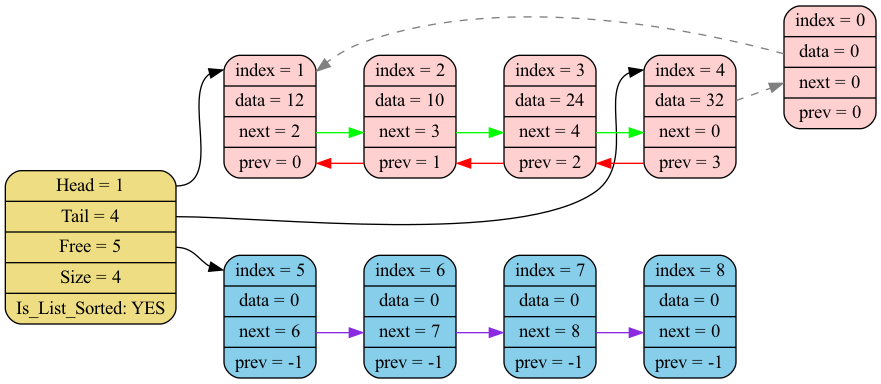 index = 0
data = 0
next = 0
prev = 0
index = 1
data = 12
next = 2
prev = 0
index = 2
data = 10
next = 3
prev = 1
index = 3
data = 24
next = 4
prev = 2
index = 4
data = 32
next = 0
prev = 3
Head = 1
Tail = 4
Free = 5
Size = 4
Is_List_Sorted: YES
index = 5
data = 0
next = 6
prev = -1
index = 6
data = 0
next = 7
prev = -1
index = 7
data = 0
next = 8
prev = -1
index = 8
data = 0
next = 0
prev = -1